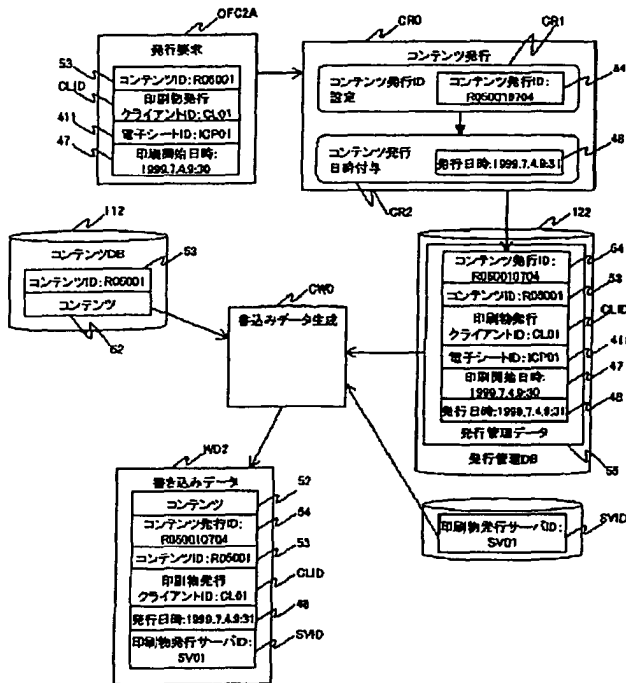 OFC2A
発行要求
53
コンテンツID:R05001
CLID
印刷物発行
クライアントID:CL01
411
電子シートID:ICP01
47
印刷開始日時:
1999.7.4.9:30
CR0
CR1
コンテンツ発行
コンテンツ発行ID
設定
コンテンツ発行ID:
R050010704
54
コンテンツ発行
日時付与
発行日時:1999.7.4.9:31
48
CR2
112
コンテンツDB
53
コンテンツID:R05001
コンテンツ
52
CW0
書込みデータ生成
122
コンテンツ発行ID:
R050010704
54
コンテンツID:R05001
53
印刷物発行
クライアントID:CL01
CLID
電子シートID:ICP01
411
印刷開始日時:
1999.7.4.9:30
47
発行日時:1999.7.4.9:31
48
発行管理データ
発行管理DB
55
印刷物発行サーバID:
SV01
SVID
WD2
書き込みデータ
コンテンツ
52
コンテンツ発行ID:
R050010704
54
コンテンツID:R05001
53
印刷物発行
クライアントID:CL01
CLID
発行日時:1999.7.4.9:31
48
印刷物発行サーバID:
SV01
SVID